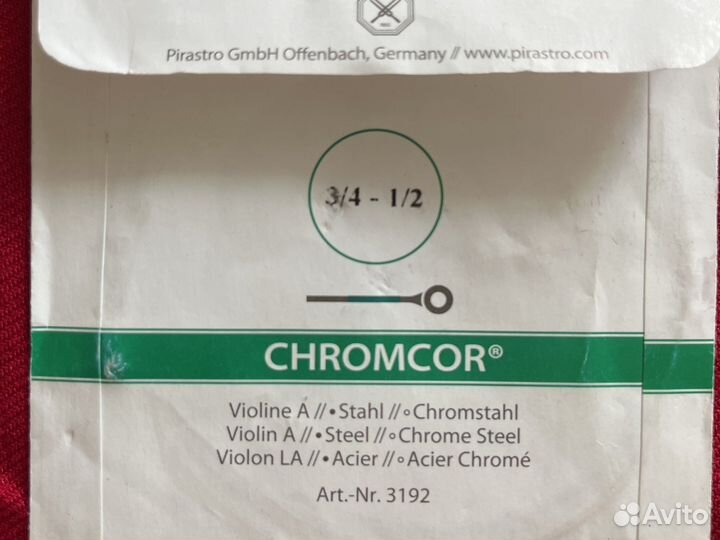 Pirastro GmbH Offenbach, Germany // www.pirastro.com
3/4 - 1/2
CHROMCOR®
Violine A // • Stahl // ◦ Chromstahl
Violin A // • Steel // ◦ Chrome Steel
Violon LA // • Acier // ◦ Acier Chromé
Art.-Nr. 3192
Avito